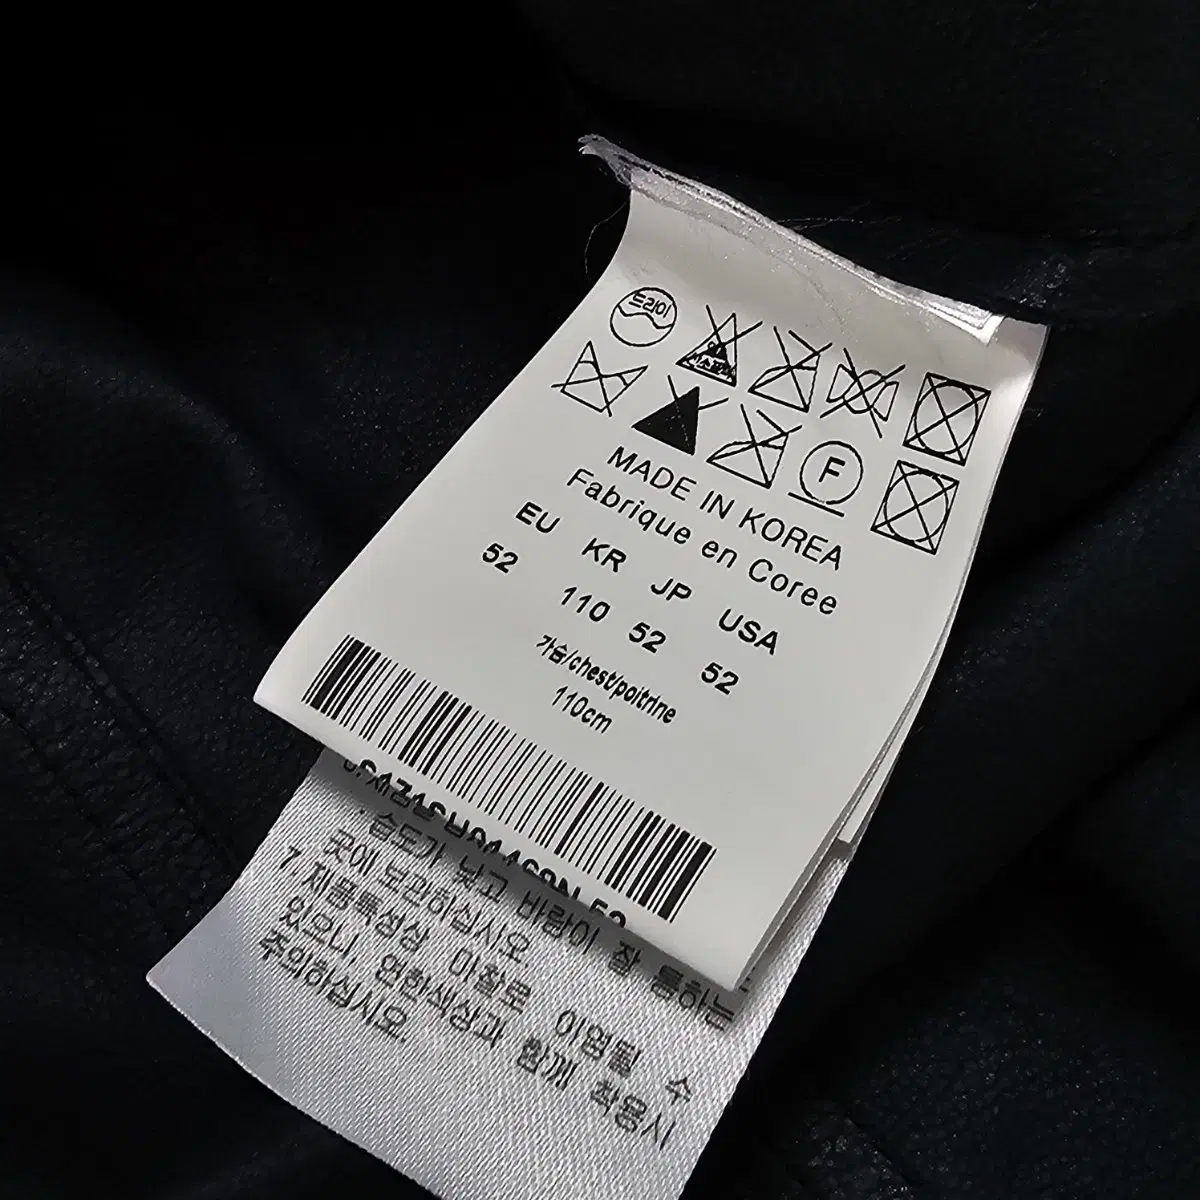 드라이
MADE IN KOREA
Fabrique en Coree
EU KR JP USA
52 110 52 52
가슴/chest/poitrine
110cm
습도가 낮고 바람이 잘 통하는
곳에 보관하십시오.
7.제품특성상 마찰로 이염될 수
있으니, 연한색상과 함께 착용시
주의하십시오.
F